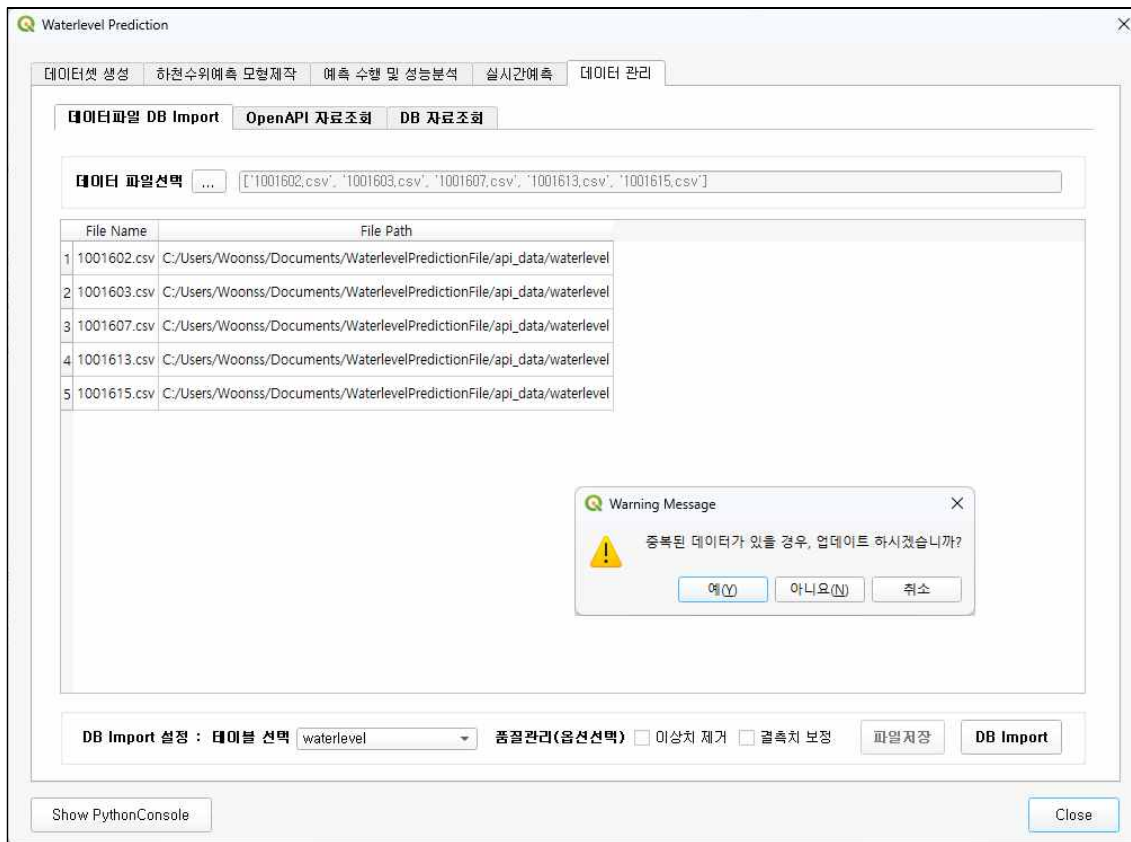 Waterlevel Prediction
데이터셋 생성 하천수위예측 모형제작 예측 수행 및 성능분석 실시간예측 데이터 관리
데이터파일 DB Import OpenAPI 자료조회 DB 자료조회
데이터 파일선택 ... ['1001602.csv', '1001603.csv', '1001607.csv', '1001613.csv', '1001615.csv']
File Name File Path
1 1001602.csv C:/Users/Woonss/Documents/WaterlevelPredictionFile/api_data/waterlevel
2 1001603.csv C:/Users/Woonss/Documents/WaterlevelPredictionFile/api_data/waterlevel
3 1001607.csv C:/Users/Woonss/Documents/WaterlevelPredictionFile/api_data/waterlevel
4 1001613.csv C:/Users/Woonss/Documents/WaterlevelPredictionFile/api_data/waterlevel
5 1001615.csv C:/Users/Woonss/Documents/WaterlevelPredictionFile/api_data/waterlevel
Warning Message
중복된 데이터가 있을 경우, 업데이트 하시겠습니까?
예(Y) 아니요(N) 취소
DB Import 설정 : 테이블 선택 waterlevel 품질관리(옵션선택) 이상치 제거 결측치 보정 파일저장 DB Import
Show PythonConsole Close